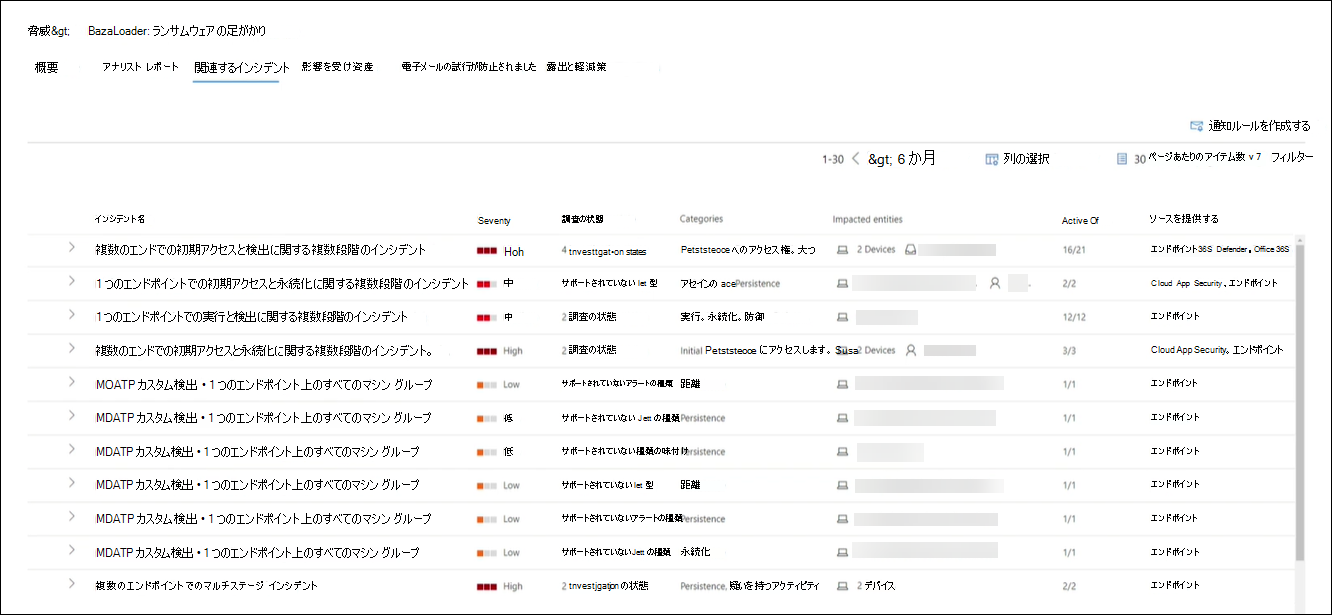 脅威&gt; BazaLoader: ランサムウェアの足がかり
概要 アナリスト レポート 関連するインシデント 影響を受け資産 電子メールの試行が防止されました 露出と軽減策
通知ルールを作成する
1-30 &gt; 6 か月 列の選択 30 ページあたりのアイテム数 v 7 フィルター
インシデント名 Seventy 調査の状態 Categories Impacted entities Active Of ソースを提供する
複数のエンドでの初期アクセスと検出に関する複数段階のインシデント Hoh 4 tnvesttgat•on states Petststeoceへのアクセス権。大つ 2 Devices 16/21 エンドポイント36S Defender。Office 36S
1つのエンドポイントでの初期アクセスと永続化に関する複数段階のインシデント 中 サポートされていない let 型 アセインの acePersistence 2/2 Cloud App Security、エンドポイント
1つのエンドポイントでの実行と検出に関する複数段階のインシデント 中 2 調査の状態 実行。永続化。防御 12/12 エンドポイント
複数のエンドでの初期アクセスと永続化に関する複数段階のインシデント。 High 2 調査の状態 Initial Petststeoce にアクセスします。Susa 2 Devices 3/3 Cloud App Security。エンドポイント
MOATP カスタム検出・1 つのエンドポイント上のすべてのマシン グループ Low サポートされていないアラートの種類 距離 1/1 エンドポイント
MDATP カスタム検出・1 つのエンドポイント上のすべてのマシン グループ 低 サポートされていない Jett の種類 Persistence 1/1 エンドポイント
MDATP カスタム検出・1 つのエンドポイント上のすべてのマシン グループ 低 サポートされていない種類の味付け rsistence 1/1 エンドポイント
MDATP カスタム検出・1 つのエンドポイント上のすべてのマシン グループ Low サポートされていない let 型 距離 1/1 エンドポイント
MDATP カスタム検出・1 つのエンドポイント上のすべてのマシン グループ Low サポートされていないアラートの種類 Persistence 1/1 エンドポイント
MDATP カスタム検出・1 つのエンドポイント上のすべてのマシン グループ Low サポートされていない Jett の種類 永続化 1/1 エンドポイント
複数のエンドポイントでのマルチステージ インシデント High 2 tnvestjgatjon の状態 Persistence, 疑いを持つアクティビティ 2 デバイス 2/2 エンドポイント